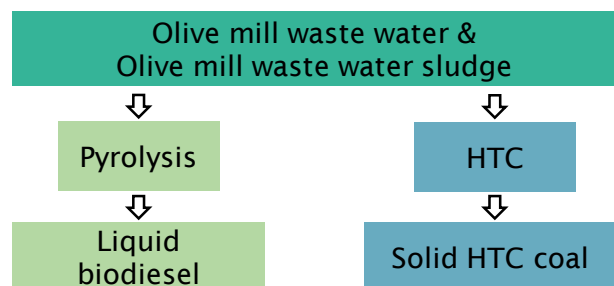 Olive mill waste water &
Olive mill waste water sludge
Pyrolysis
HTC
Liquid
biodiesel
Solid HTC coal